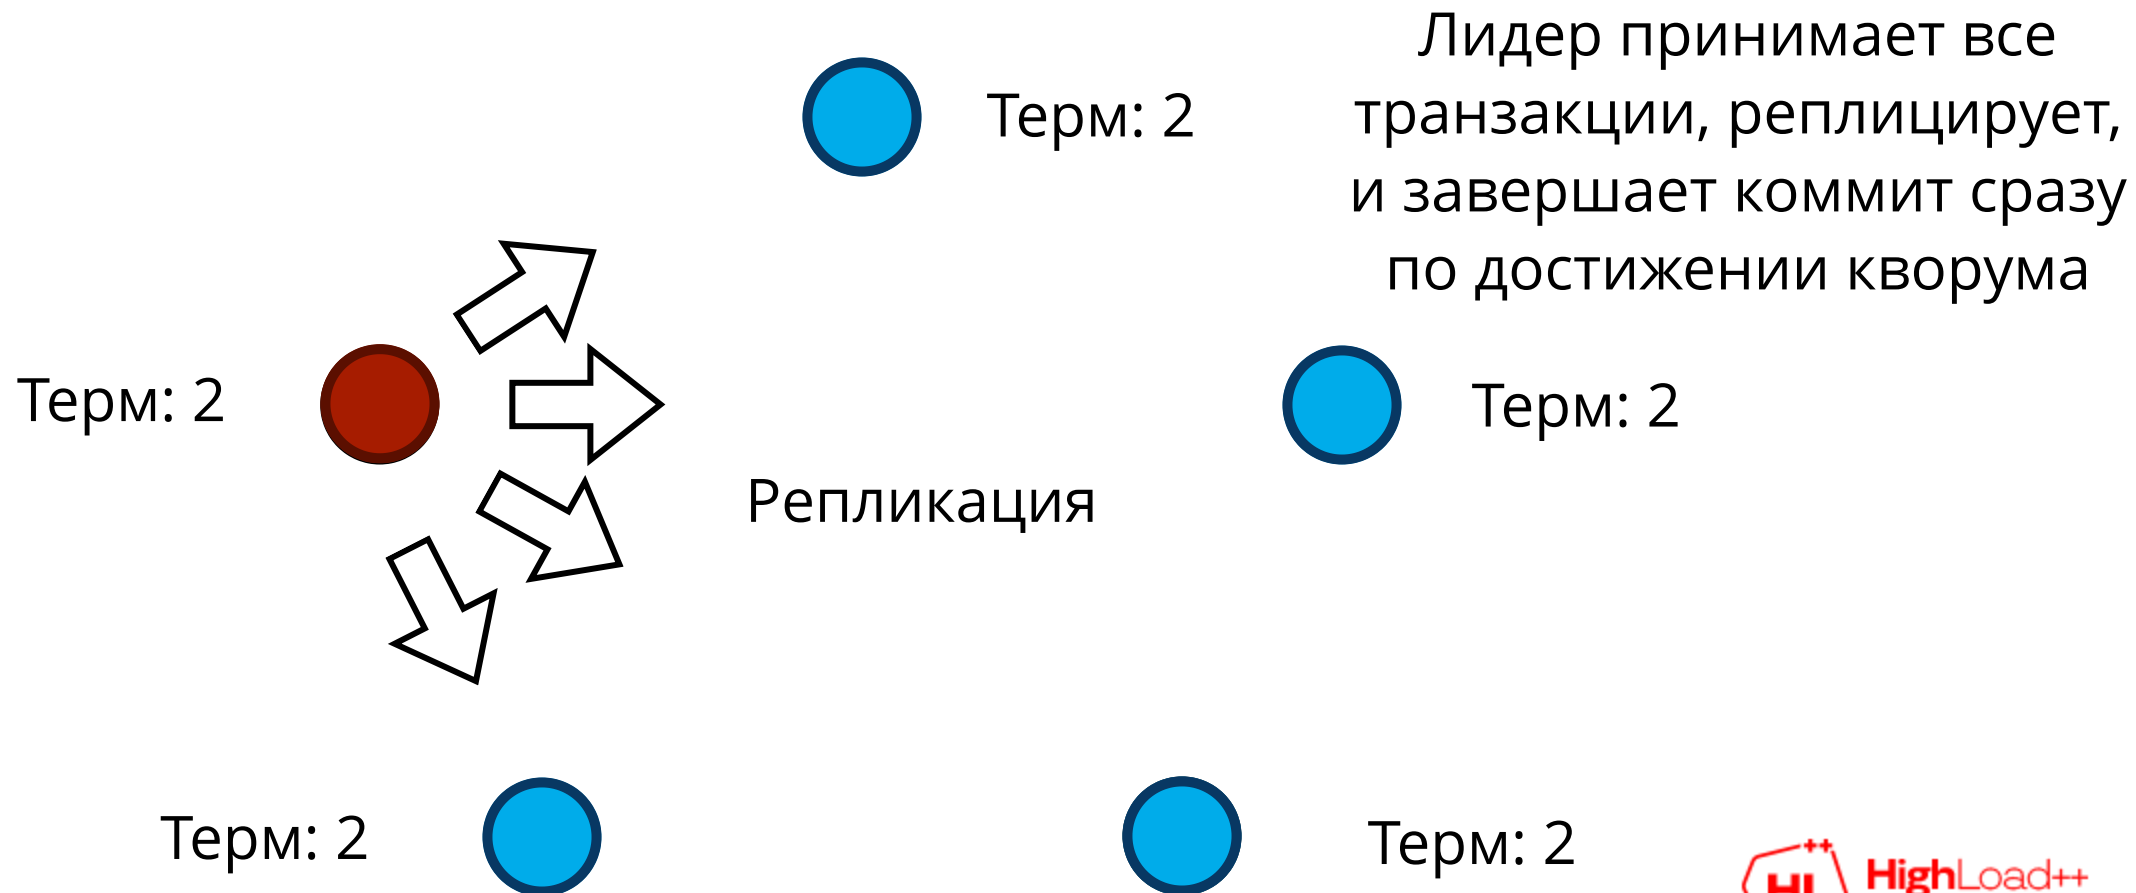 Лидер принимает все
транзакции, реплицирует,
и завершает коммит сразу
по достижении кворума
Терм: 2
Терм: 2
Терм: 2
Репликация
Терм: 2
Терм: 2
++
HL
HighLoad++